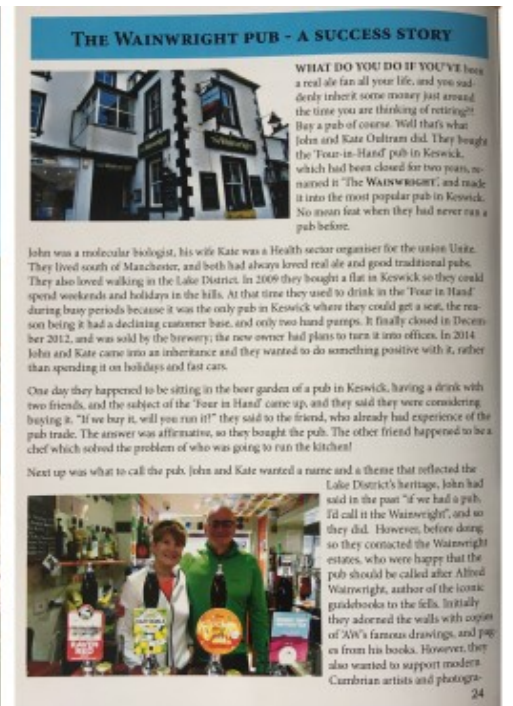 THE WAINWRIGHT PUB - A SUCCESS STORY
WHAT DO YOU DO IF YOU'VE been
a real ale fan all your life, and you sud-
denly inherit some money just around
the time you are thinking of retiring??
Buy a pub of course. Well that's what
John and Kate Oultram did. They bought
the 'Four-in-Hand' pub in Keswick,
which had been closed for two years, re-
named it 'The WAINWRIGHT', and made
it into the most popular pub in Keswick.
No mean feat when they had never run a
pub before.
The Wainwright
John was a molecular biologist, his wife Kate was a Health sector organiser for the union Unite.
They lived south of Manchester, and both had always loved real ale and good traditional pubs.
They also loved walking in the Lake District. In 2009 they bought a flat in Keswick so they could
spend weekends and holidays in the hills. At that time they used to drink in the 'Four in Hand'
during busy periods because it was the only pub in Keswick where they could get a seat, the rea-
son being it had a declining customer base, and only two hand pumps. It finally closed in Decem-
ber 2012, and was sold by the brewery; the new owner had plans to turn it into offices. In 2014
John and Kate came into an inheritance and they wanted to do something positive with it, rather
than spending it on holidays and fast cars.
One day they happened to be sitting in the beer garden of a pub in Keswick, having a drink with
two friends, and the subject of the 'Four in Hand' came up, and they said they were considering
buying it. "If we buy it, will you run it?" they said to the friend, who already had experience of the
pub trade. The answer was affirmative, so they bought the pub. The other friend happened to be a
chef which solved the problem of who was going to run the kitchen!
Next up was what to call the pub. John and Kate wanted a name and a theme that reflected the
Lake District's heritage, John had
said in the past "if we had a pub,
I'd call it the Wainwright", and so
they did. However, before doing
so they contacted the Wainwright
estates, who were happy that the
pub should be called after Alfred
Wainwright, author of the iconic
guidebooks to the fells. Initially
they adorned the walls with copies
of 'AW's famous drawings, and pag-
es from his books. However, they
also wanted to support modern
Cumbrian artists and photogra-
RAVEN
RED
24